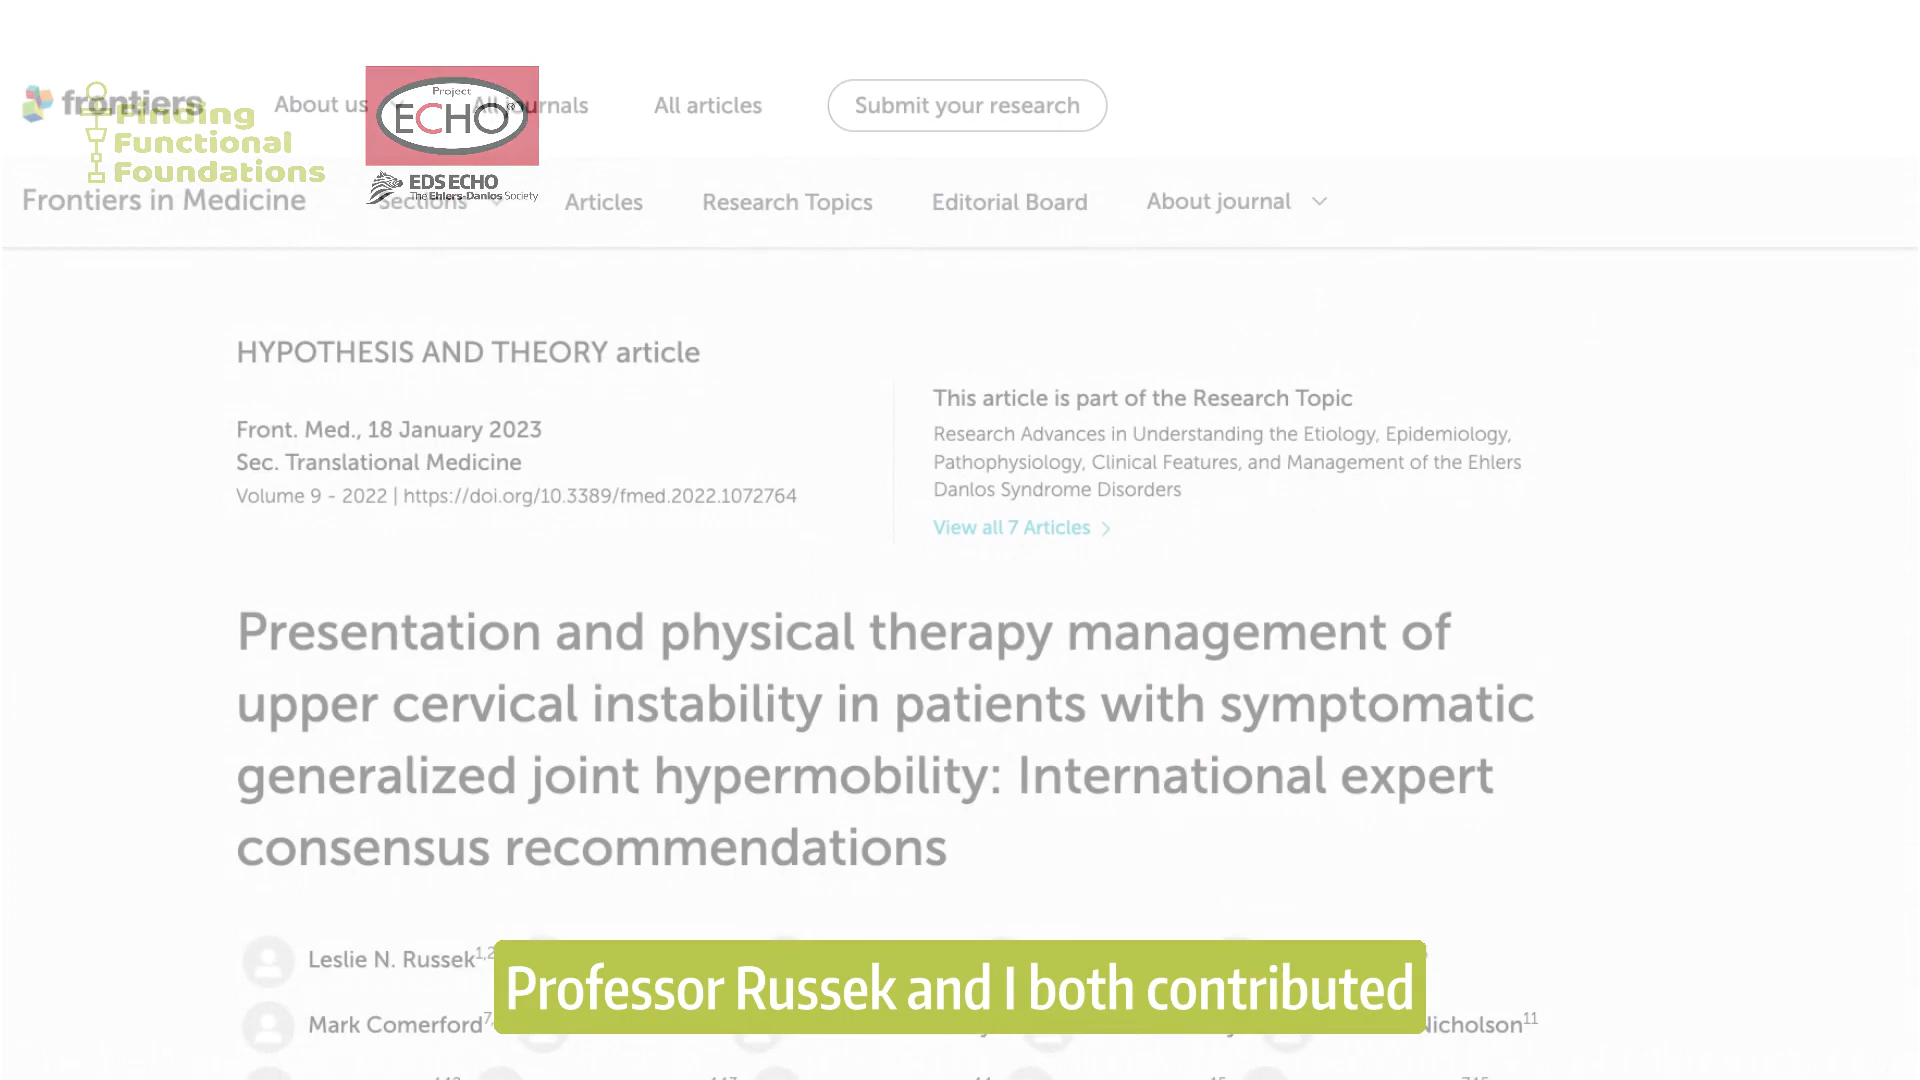 frontiers
About us
All journals
All articles
Submit your research
Finding
Functional
Foundations
Project
ECHO®
EDS ECHO
The Ehlers-Danlos Society
Frontiers in Medicine
Sections
Articles
Research Topics
Editorial Board
About journal
HYPOTHESIS AND THEORY article
Front. Med., 18 January 2023
Sec. Translational Medicine
Volume 9 - 2022 | https://doi.org/10.3389/fmed.2022.1072764
This article is part of the Research Topic
Research Advances in Understanding the Etiology, Epidemiology,
Pathophysiology, Clinical Features, and Management of the Ehlers
Danlos Syndrome Disorders
View all 7 Articles
Presentation and physical therapy management of
upper cervical instability in patients with symptomatic
generalized joint hypermobility: International expert
consensus recommendations
Leslie N. Russek1,2
Professor Russek and I both contributed
Mark Comerford7,
Nicholson11